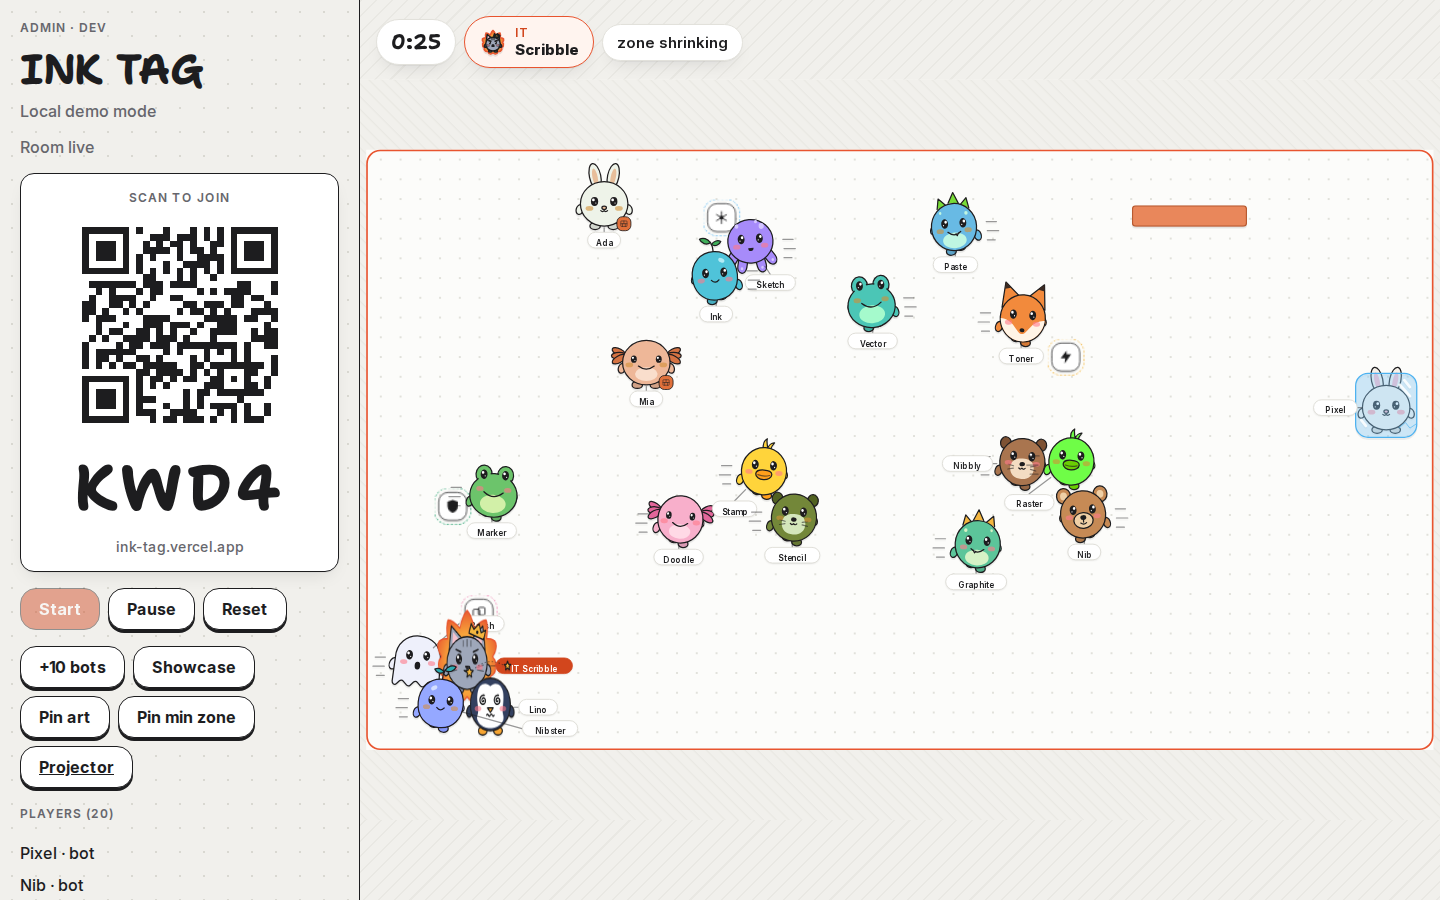 ADMIN · DEV
INK TAG
Local demo mode
Room live
SCAN TO JOIN
KWD4
ink-tag.vercel.app
Start
Pause
Reset
+10 bots
Showcase
Pin art
Pin min zone
Projector
PLAYERS (20)
Pixel · bot
Nib · bot
0:25
IT
Scribble
zone shrinking
Ada
Sketch
Ink
Paste
Vector
Toner
Mia
Pixel
Nibbly
Raster
Stamp
Marker
Doodle
Stencil
Nib
Graphite
IT Scribble
Lino
Nibster